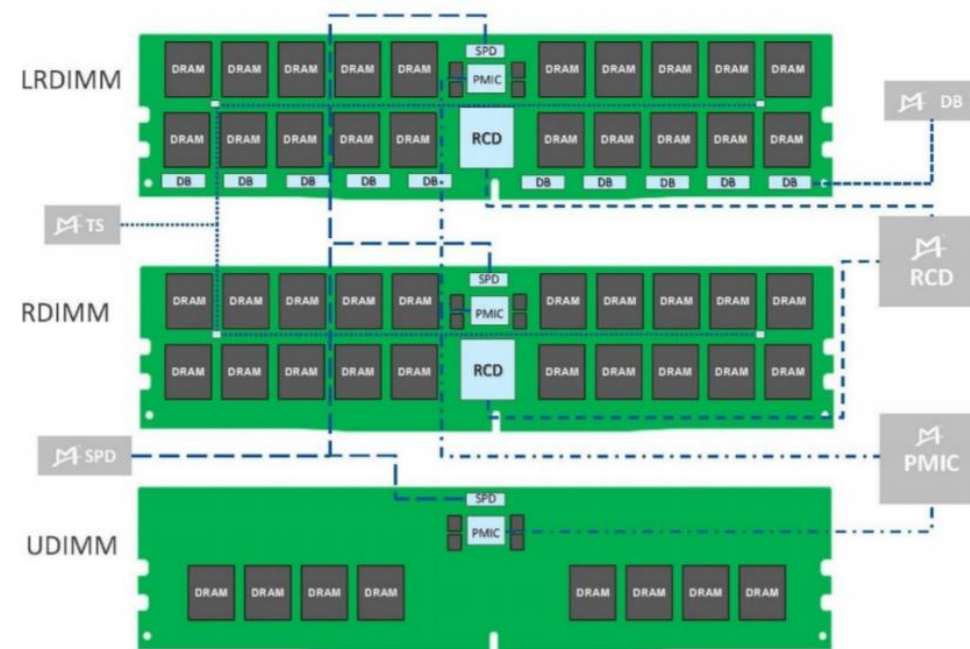 SPD
DRAM DRAM DRAM DRAM DRAM PMIC DRAM DRAM DRAM DRAM DRAM
LRDIMM
DB
DRAM DRAM DRAM DRAM DRAM RCD DRAM DRAM DRAM DRAM DRAM
DB DB DB DB DB DB DB DB DB DB
TS
RCD
SPD
DRAM DRAM DRAM DRAM DRAM PMIC DRAM DRAM DRAM DRAM DRAM
RDIMM
DRAM DRAM DRAM DRAM DRAM RCD DRAM DRAM DRAM DRAM DRAM
SPD
PMIC
SPD
PMIC
UDIMM
DRAM DRAM DRAM DRAM DRAM DRAM DRAM DRAM